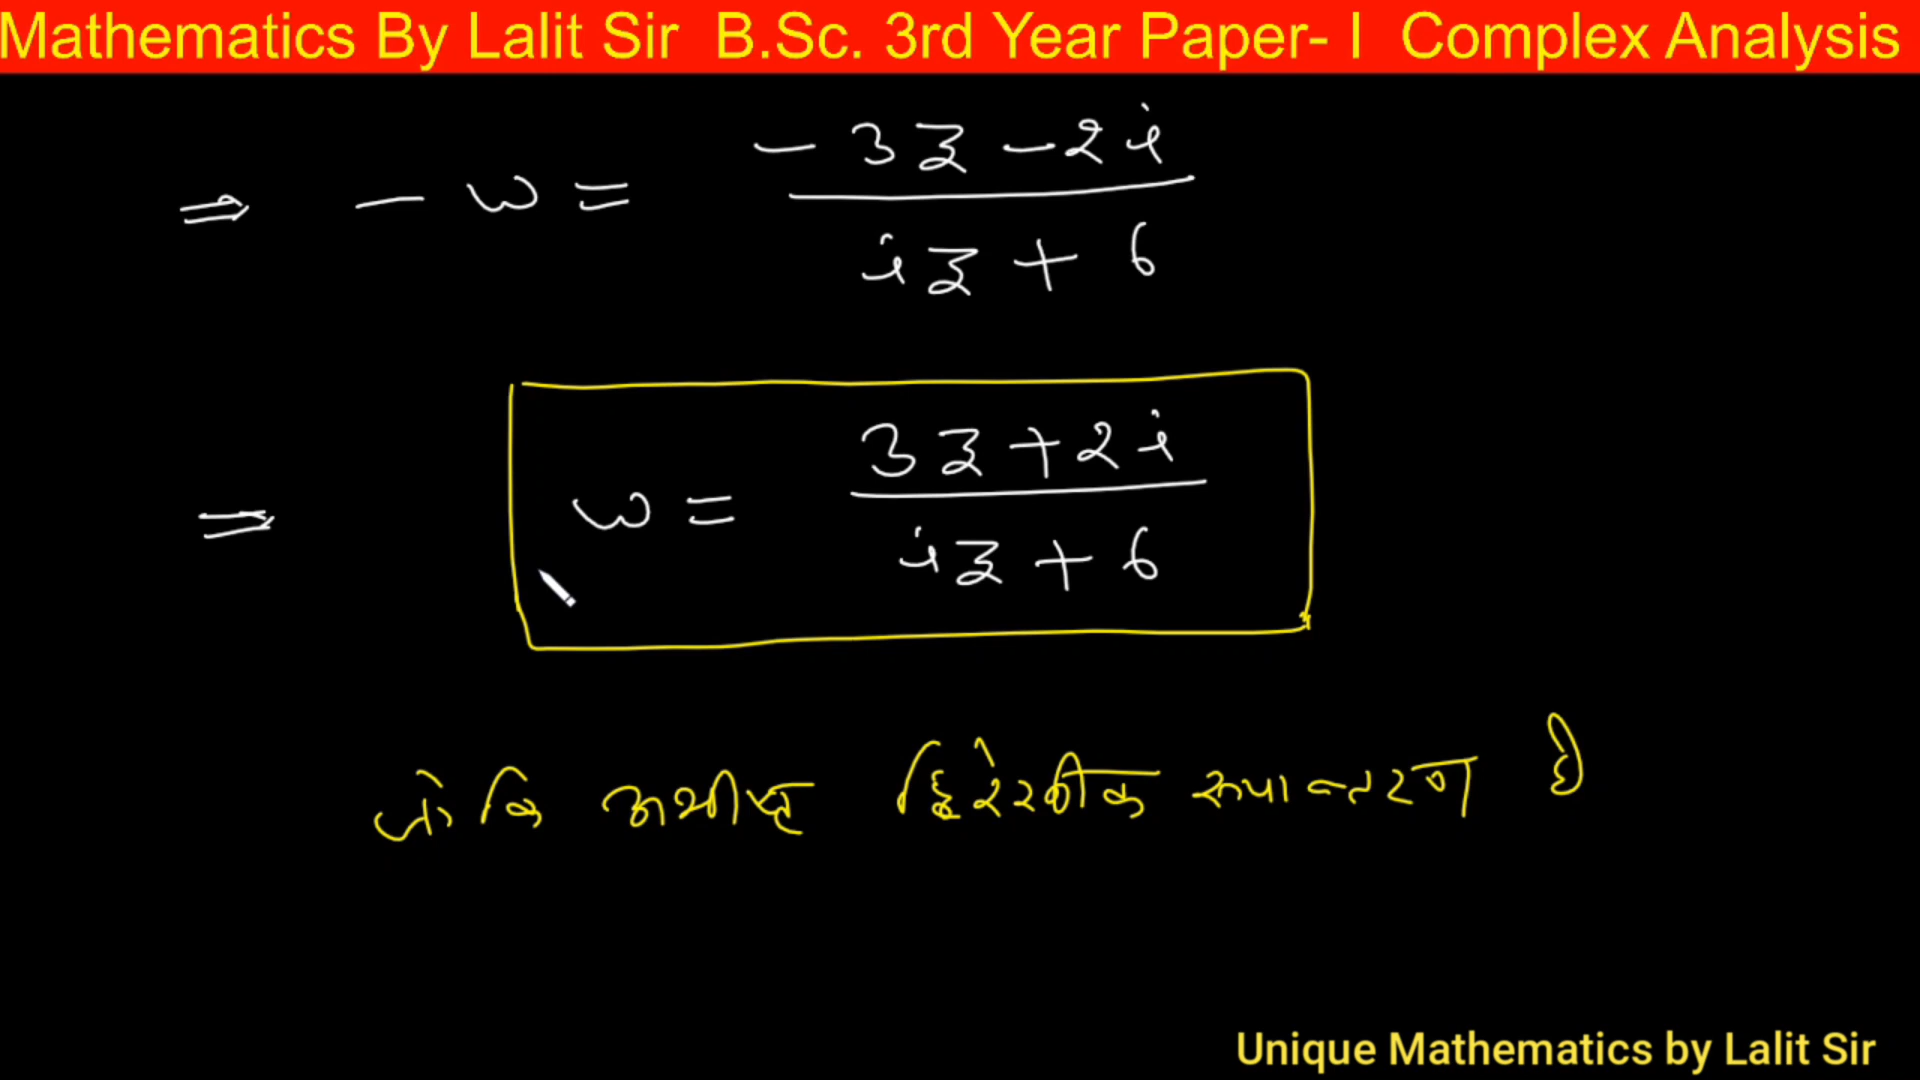 Mathematics By Lalit Sir B.Sc. 3rd Year Paper- I Complex Analysis
⇒ - w = (-3z - 2i) / (iz + 6)
⇒ w = (3z + 2i) / (iz + 6)
जो कि अभीष्ट द्विरेखीक रूपान्तरण है
Unique Mathematics by Lalit Sir